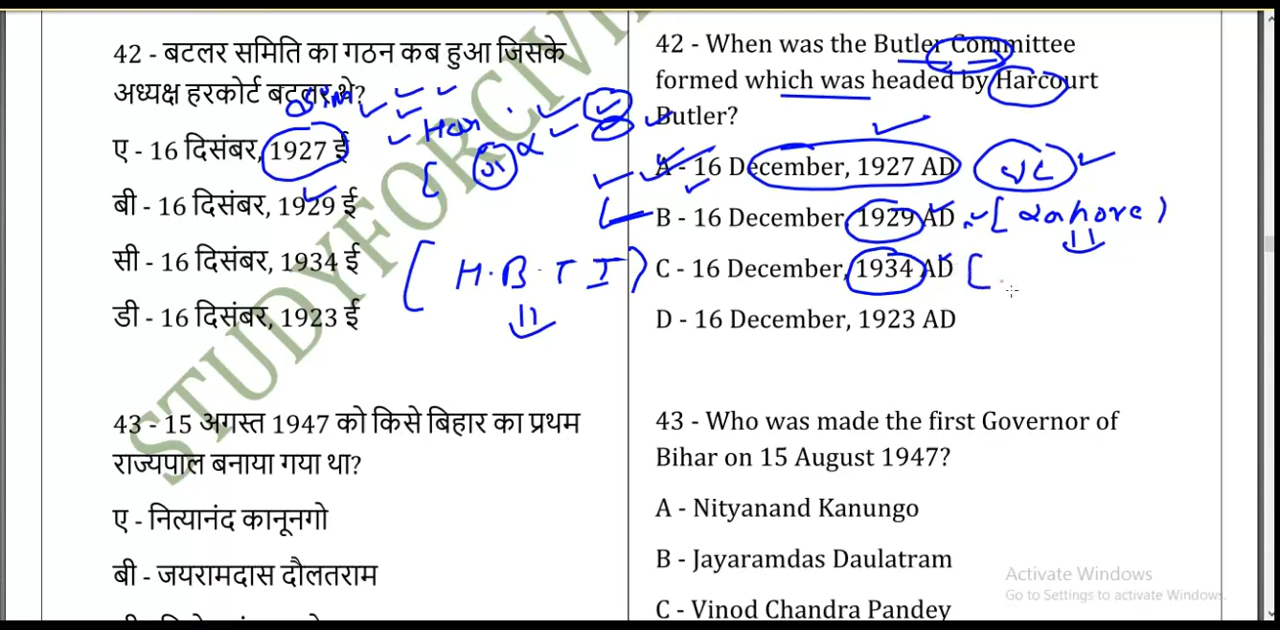 42 - बटलर समिति का गठन कब हुआ जिसके
अध्यक्ष हरकोर्ट बटलर थे?
ए - 16 दिसंबर, 1927 ई
बी - 16 दिसंबर, 1929 ई
सी - 16 दिसंबर, 1934 ई
डी - 16 दिसंबर, 1923 ई
Har
(H.B.T I)
43 - 15 अगस्त 1947 को किसे बिहार का प्रथम
राज्यपाल बनाया गया था?
ए - नित्यानंद कानूनगो
बी - जयरामदास दौलतराम
42 - When was the Butler Committee
formed which was headed by Harcourt
Butler?
A - 16 December, 1927 AD
B - 16 December, 1929 AD [Lahore)
C - 16 December, 1934 AD [
D - 16 December, 1923 AD
43 - Who was made the first Governor of
Bihar on 15 August 1947?
A - Nityanand Kanungo
B - Jayaramdas Daulatram
C - Vinod Chandra Pandey
STUDYFORCIVI
Activate Windows
Go to Settings to activate Windows.